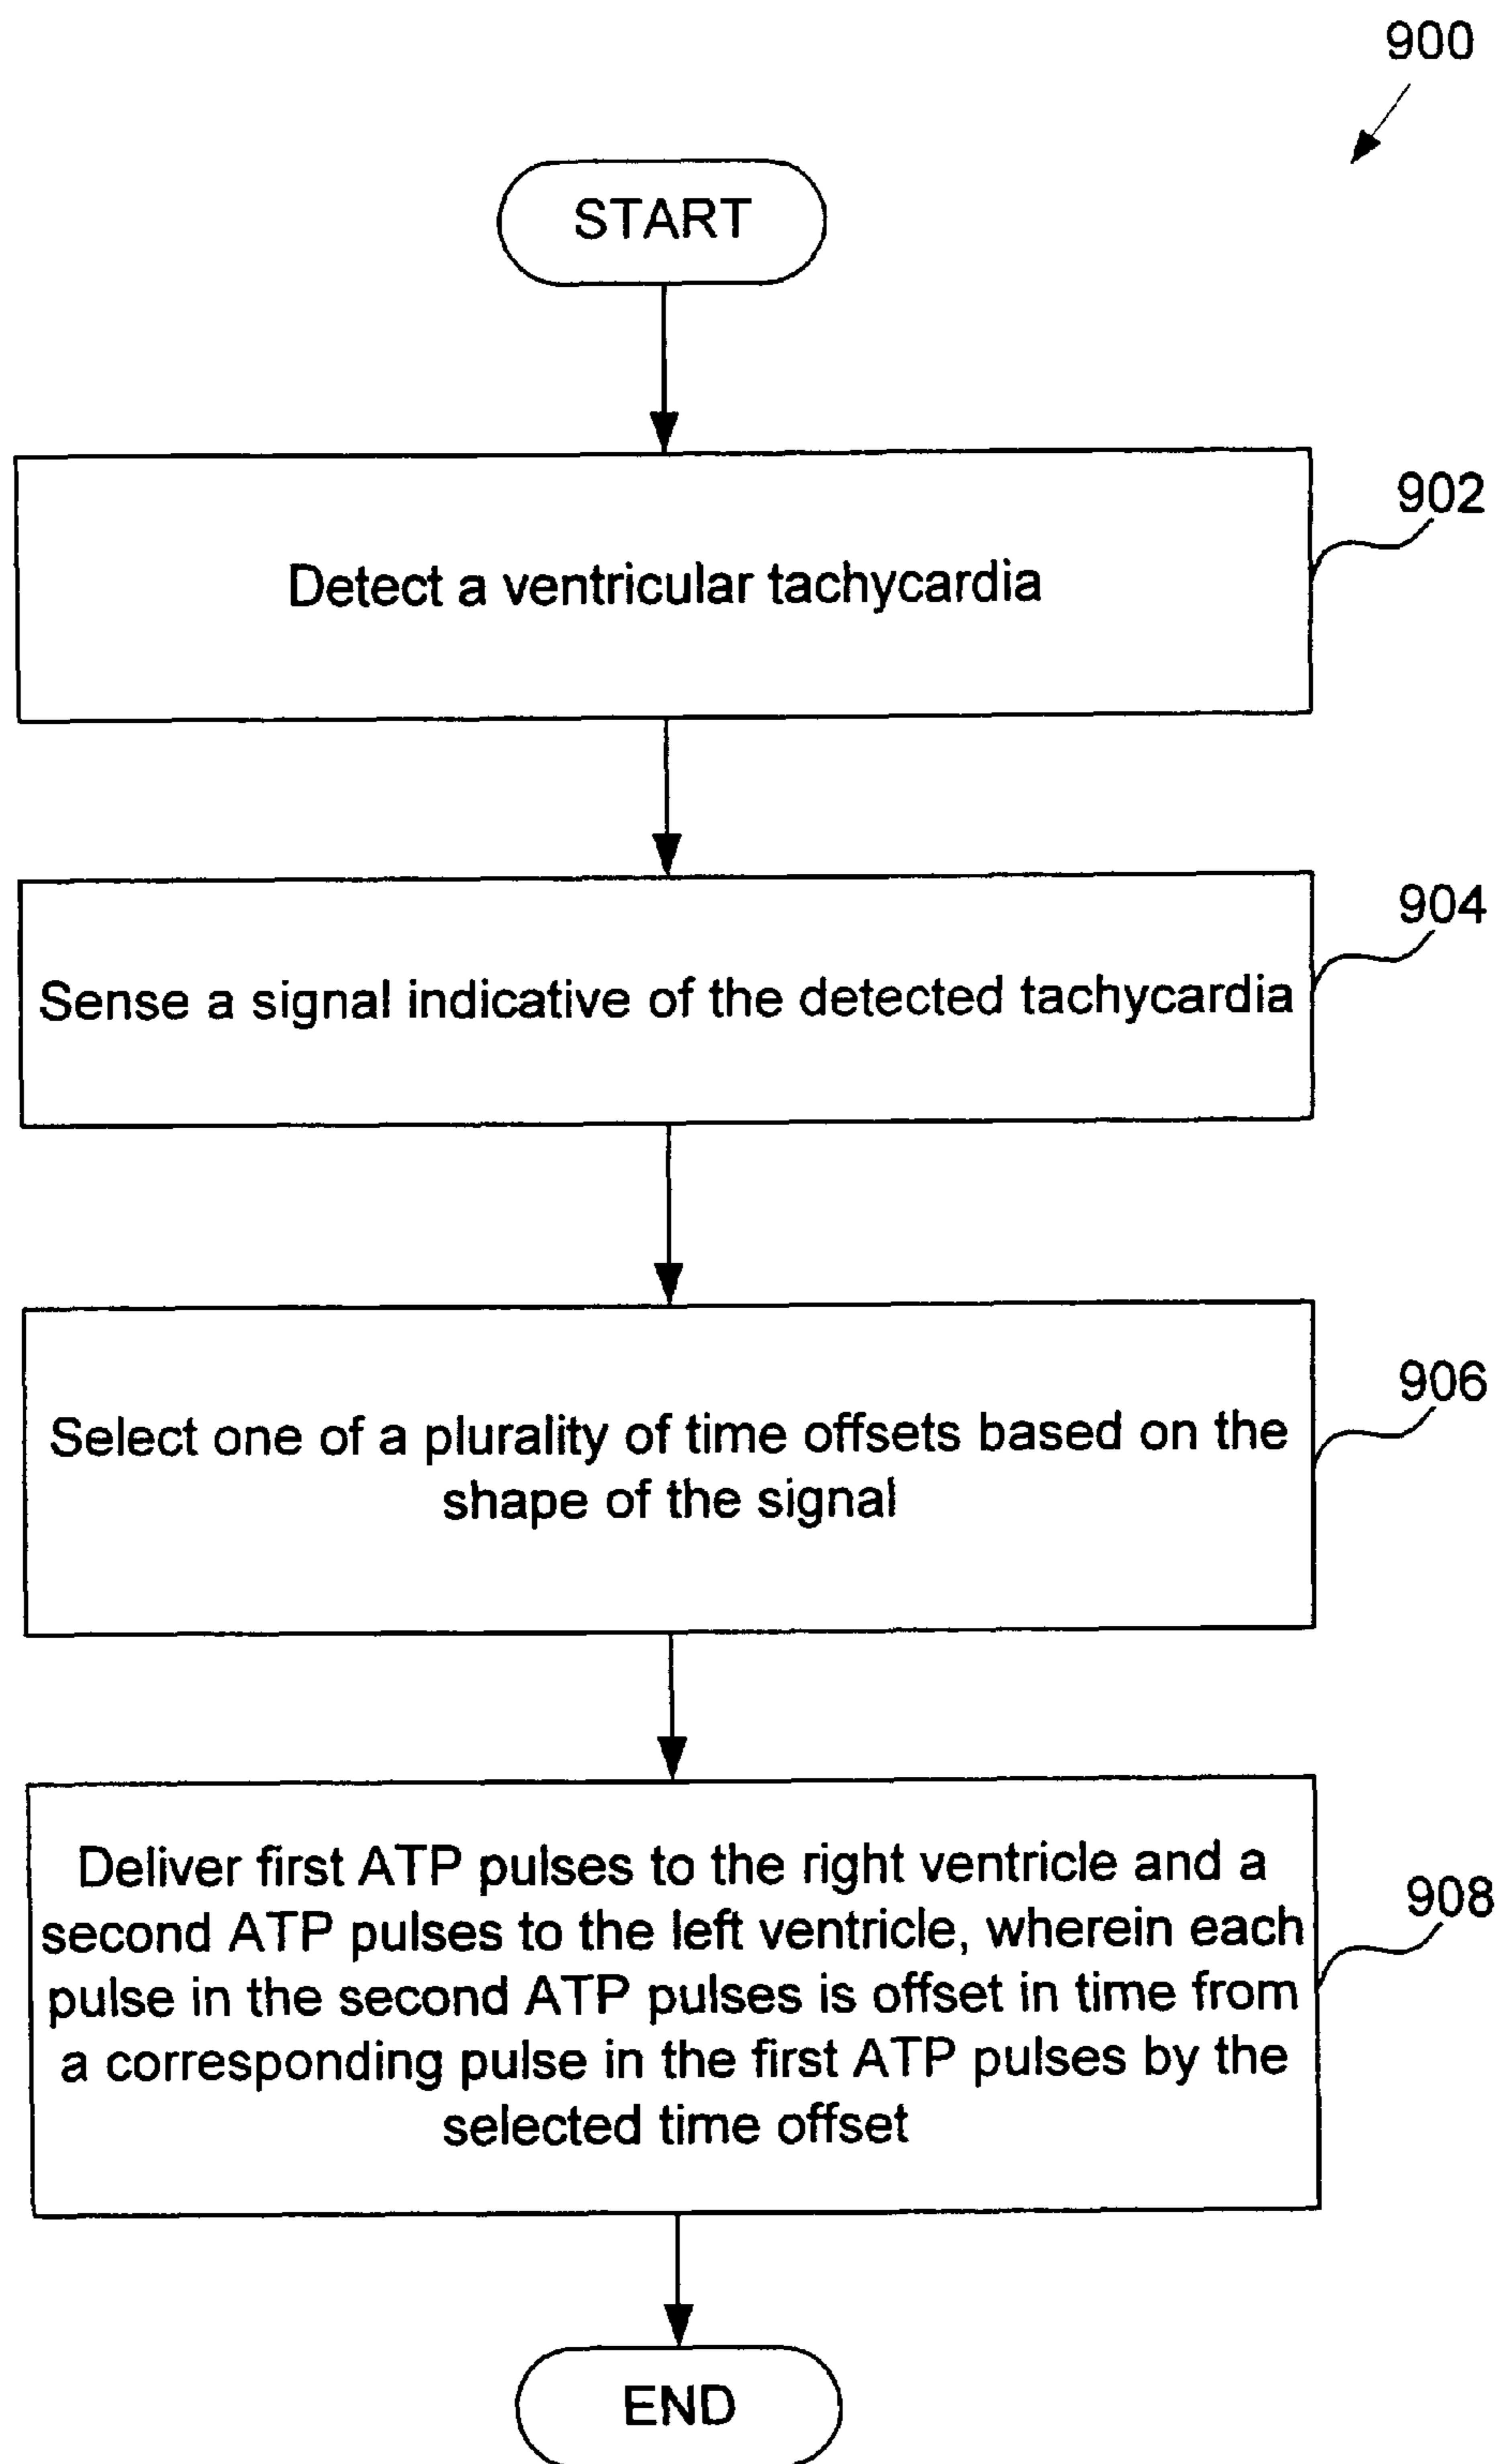 900
START
902
Detect a ventricular tachycardia
904
Sense a signal indicative of the detected tachycardia
906
Select one of a plurality of time offsets based on the
shape of the signal
908
Deliver first ATP pulses to the right ventricle and a
second ATP pulses to the left ventricle, wherein each
pulse in the second ATP pulses is offset in time from
a corresponding pulse in the first ATP pulses by the
selected time offset
END